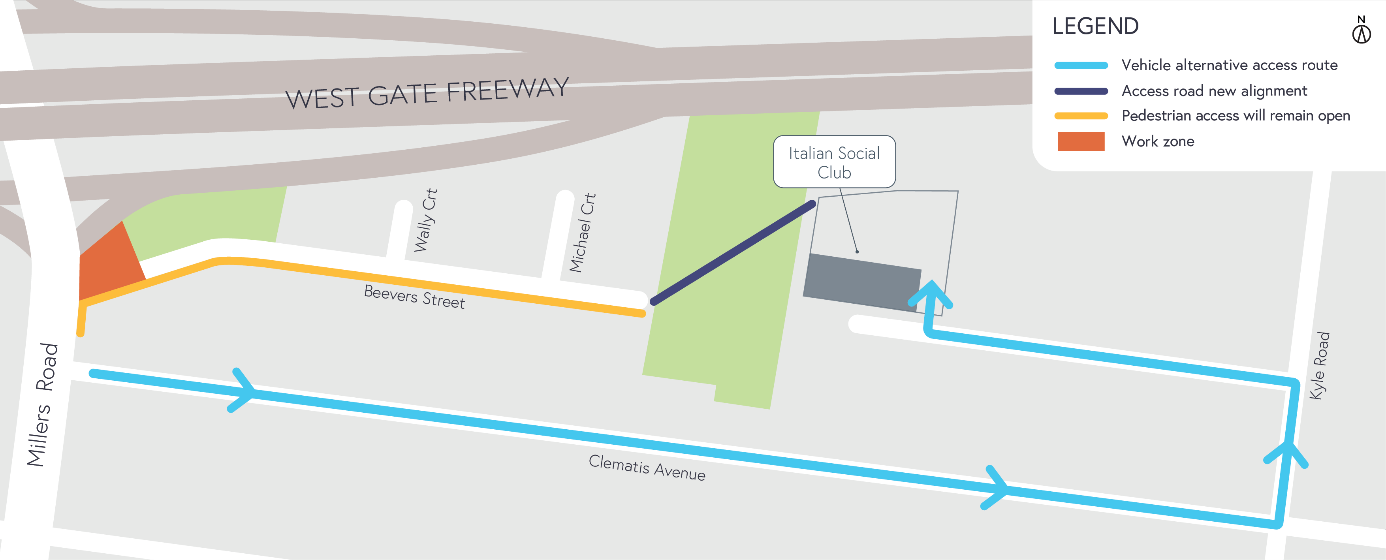 LEGEND
N
Vehicle alternative access route
Access road new alignment
Pedestrian access will remain open
Work zone
WEST GATE FREEWAY
Italian Social
Club
Wally Crt
Michael Crt
Beevers Street
Millers Road
Kyle Road
Clematis Avenue